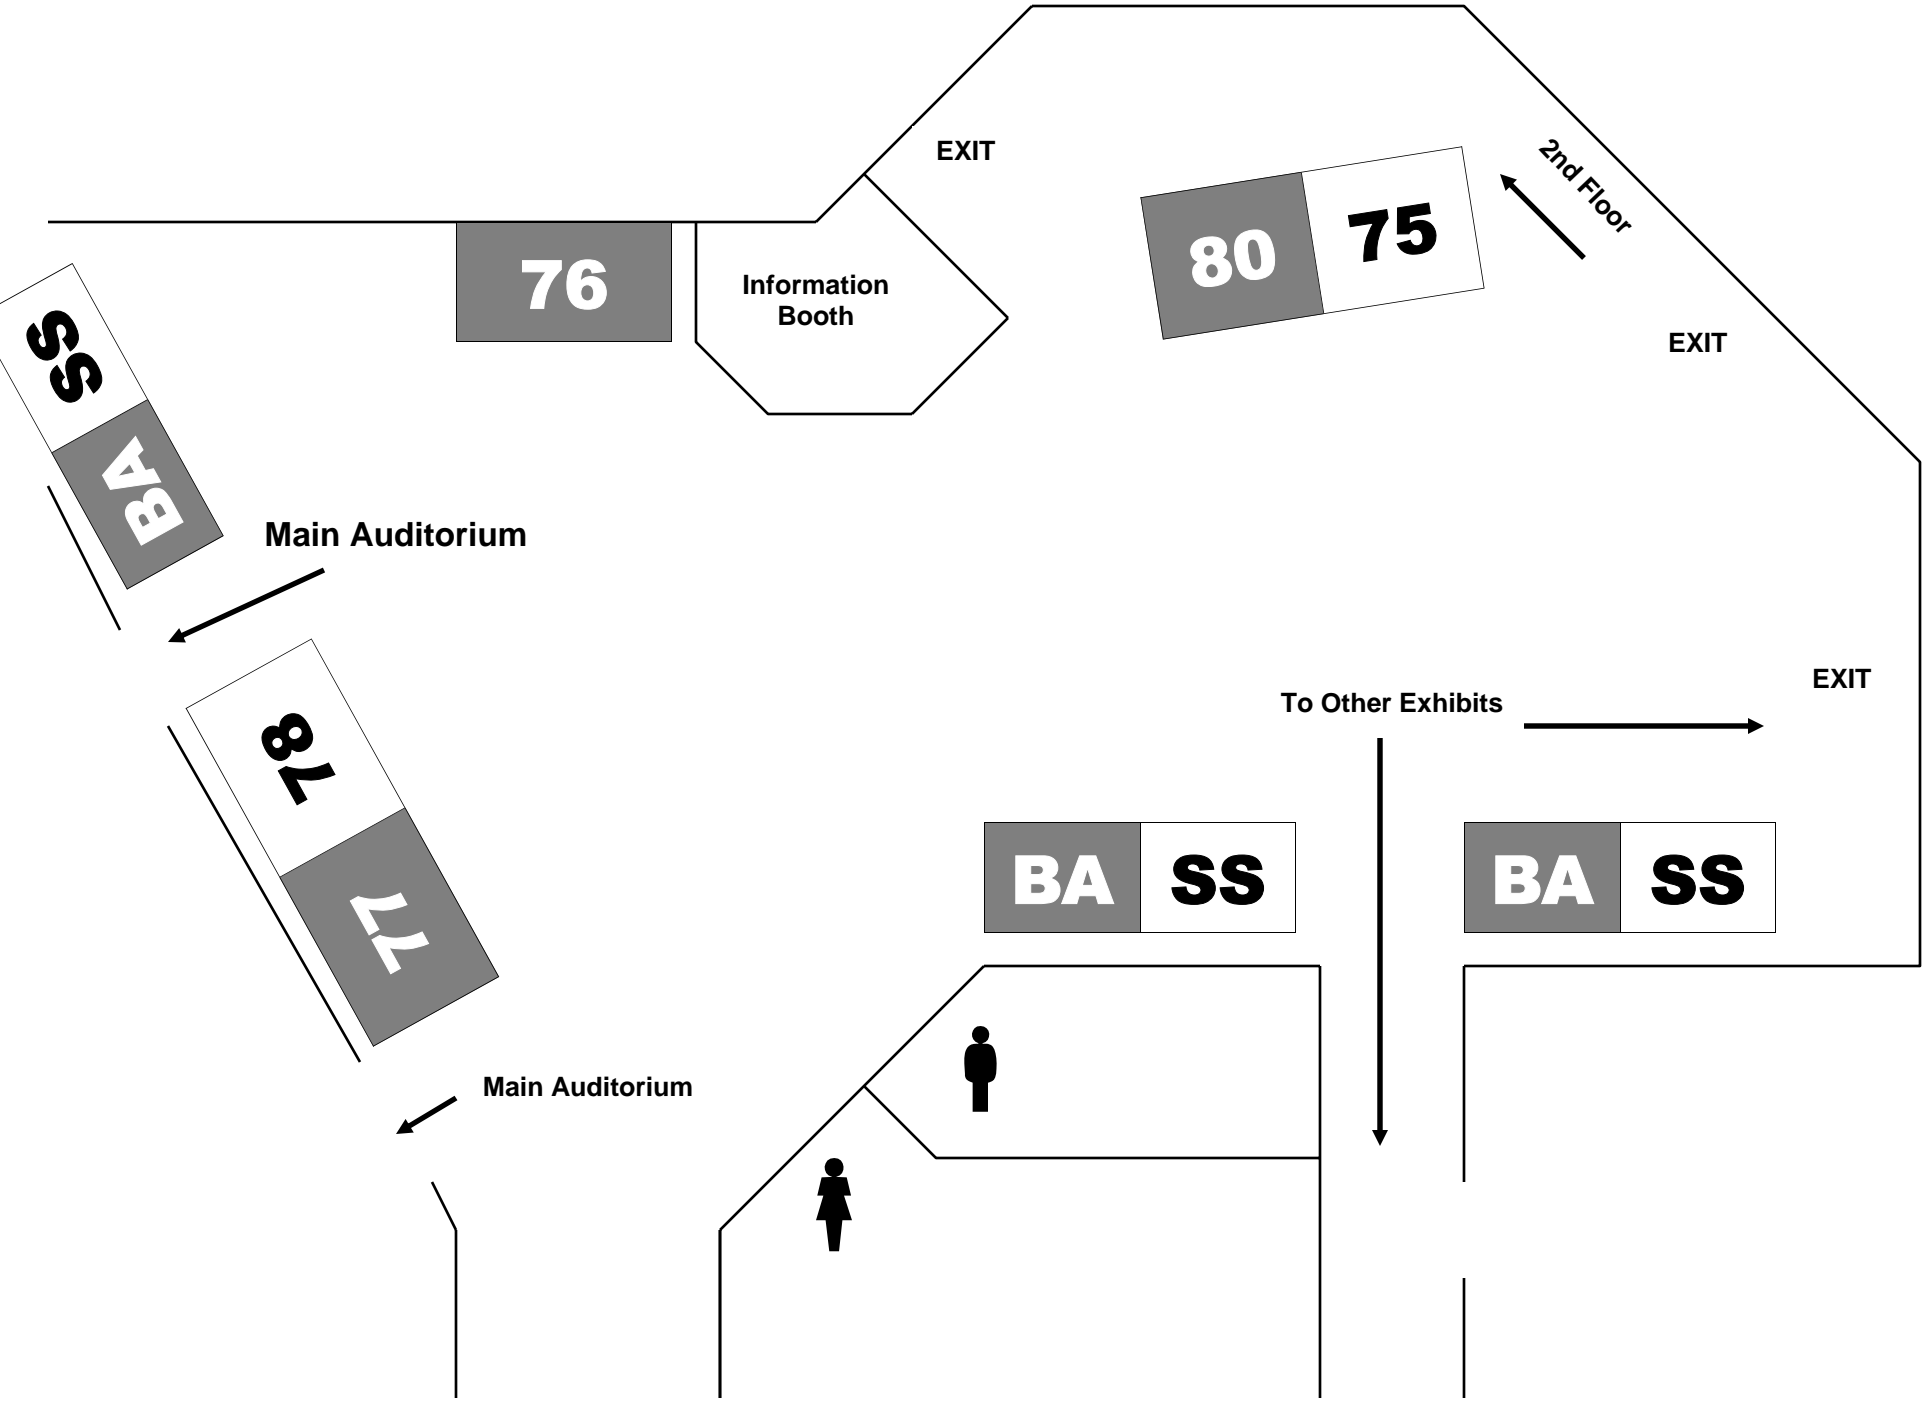 EXIT
2nd Floor
80 75
76
Information
Booth
EXIT
SS
BA
Main Auditorium
78
77
EXIT
To Other Exhibits
BA SS
BA SS
Main Auditorium